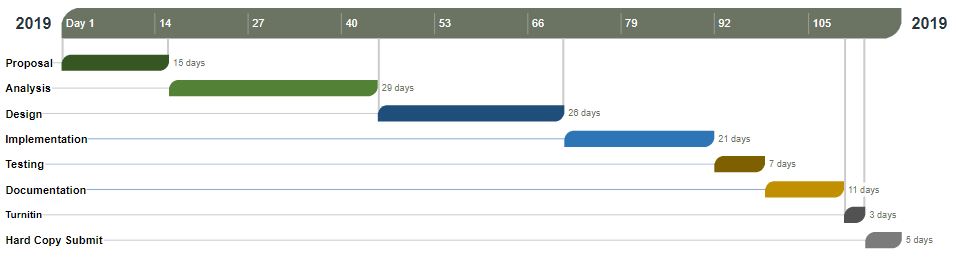 2019 Day 1 14 27 40 53 66 79 92 105 2019
Proposal 15 days
Analysis 29 days
Design 26 days
Implementation 21 days
Testing 7 days
Documentation 11 days
Turnitin 3 days
Hard Copy Submit 5 days